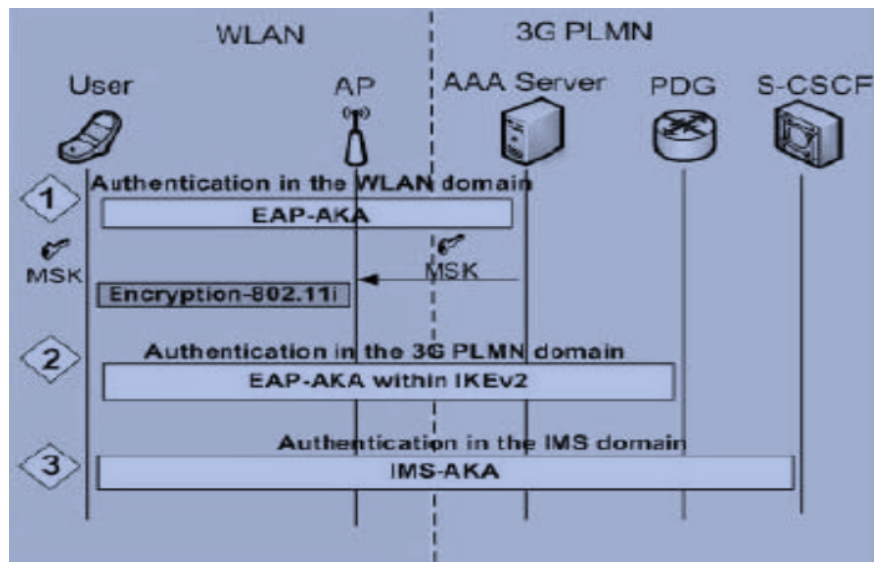 WLAN 3G PLMN
User AP AAA Server PDG S-CSCF
Authentication in the WLAN domain
1
EAP-AKA
MSK MSK
Encryption-802.11i
Authentication in the 3G PLMN domain
2
EAP-AKA within IKEv2
Authentication in the IMS domain
3
IMS-AKA